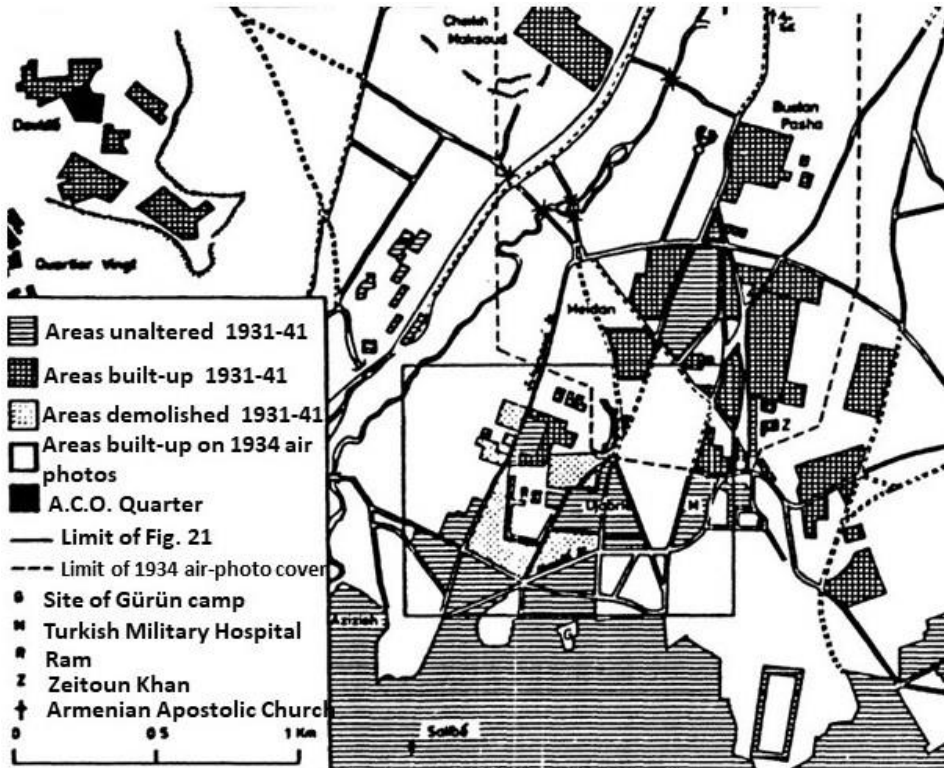 Cheikh
Maksoud
Bustan
Pasha
Dawidié
Quartier Vingt
Meidan
Z
M
Azizieh
G
Salibé
Areas unaltered 1931-41
Areas built-up 1931-41
Areas demolished 1931-41
Areas built-up on 1934 air
photos
A.C.O. Quarter
Limit of Fig. 21
Limit of 1934 air-photo cover
G Site of Gürün camp
M Turkish Military Hospital
R Ram
Z Zeitoun Khan
Armenian Apostolic Church
0 0 5 1 Km